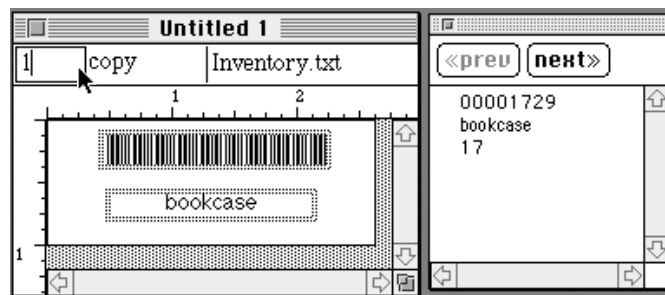 Untitled 1
1 copy Inventory.txt
«prev next»
1 2
00001729
bookcase
17
bookcase
1